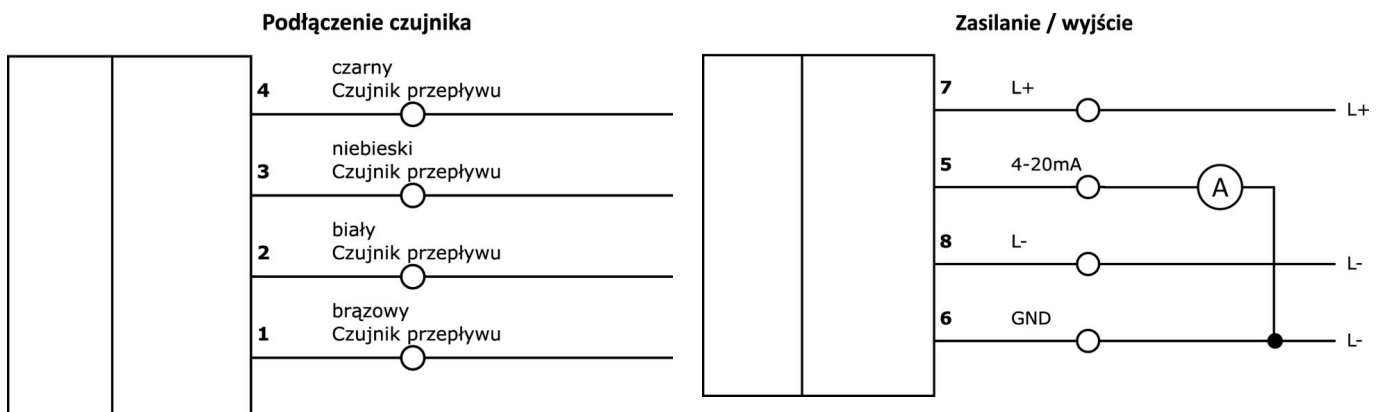 Podłączenie czujnika
czarny
4 Czujnik przepływu
niebieski
3 Czujnik przepływu
biały
2 Czujnik przepływu
brązowy
1 Czujnik przepływu
Zasilanie / wyjście
7 L+
L+
5 4-20mA
A
8 L-
L-
6 GND
L-